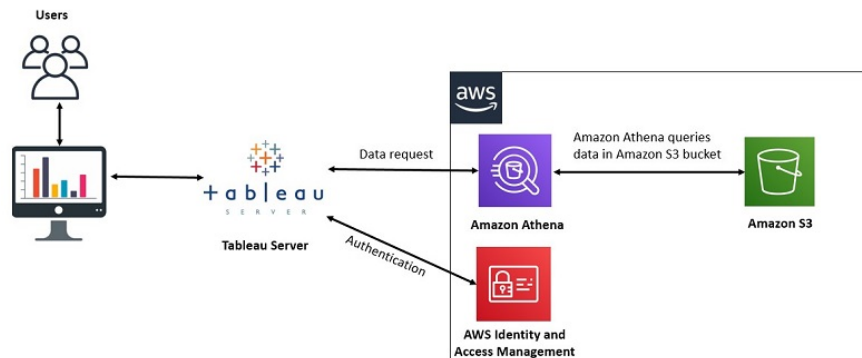 Users
aws
Data request
Amazon Athena queries
data in Amazon S3 bucket
+ableau
SERVER
Amazon Athena
Amazon S3
Tableau Server
Authentication
AWS Identity and
Access Management